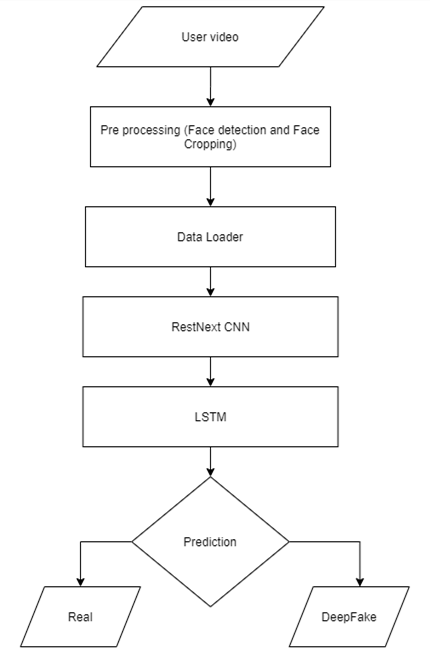 User video
Pre processing (Face detection and Face
Cropping)
Data Loader
RestNext CNN
LSTM
Prediction
Real
DeepFake